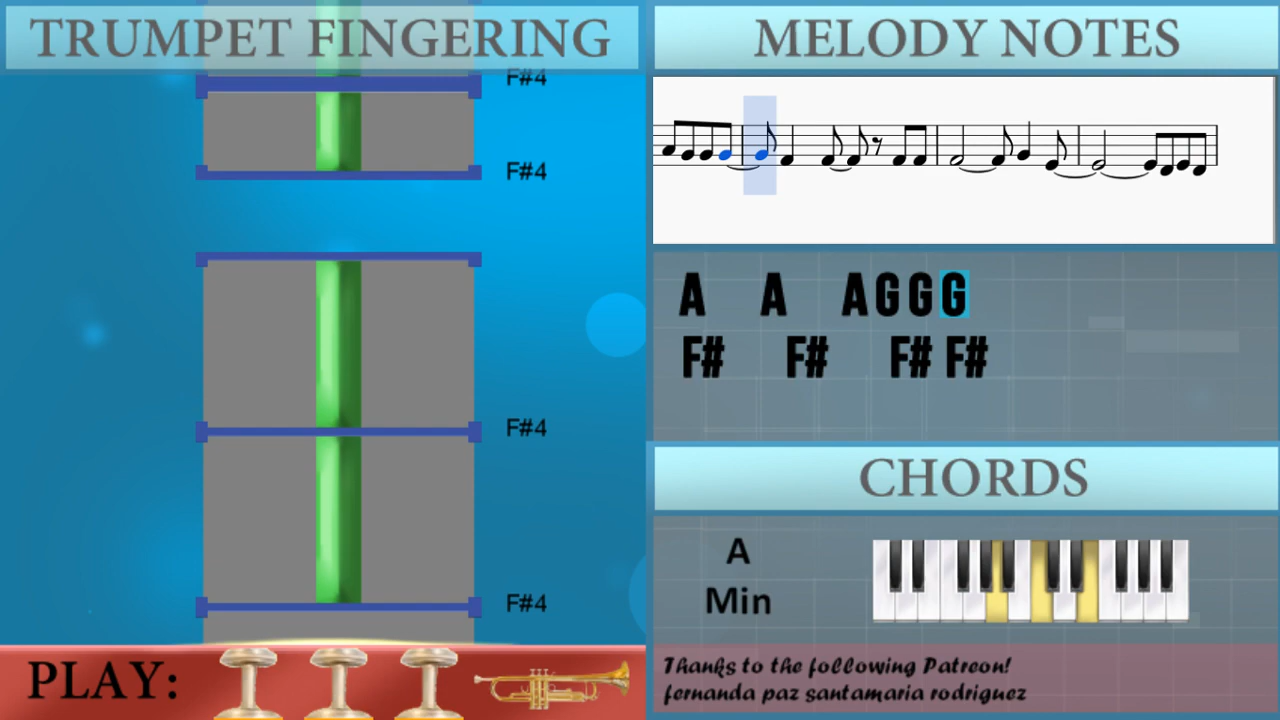 TRUMPET FINGERING
F#4
F#4
F#4
F#4
PLAY:
MELODY NOTES
A A AGGG
F# F# F# F#
CHORDS
A
Min
Thanks to the following Patreon!
fernanda paz santamaria rodriguez